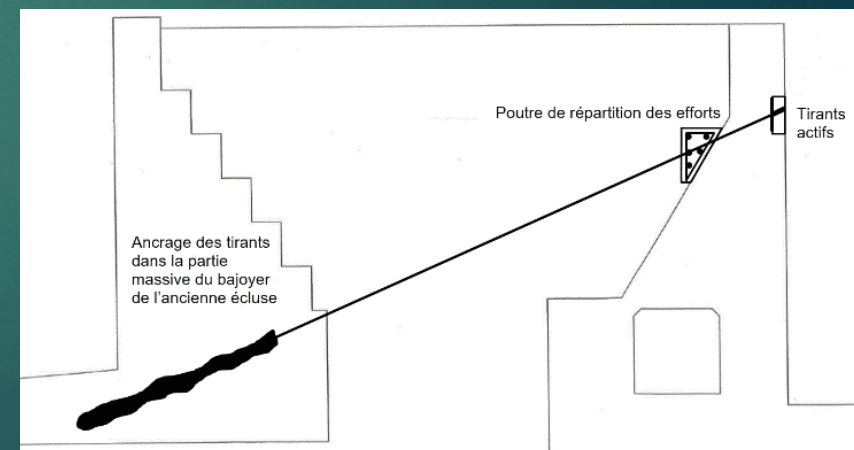 Poutre de répartition des efforts
Tirants
actifs
Ancrage des tirants
dans la partie
massive du bajoyer
de l'ancienne écluse